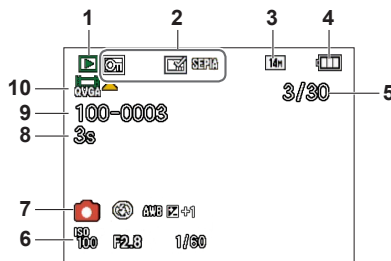 1 2 3 4
On SEPIA 14M
10 QVGA 3/30 5
9 100-0003
8 3s
7 AWB +1
6 ISO 100 F2.8 1/60